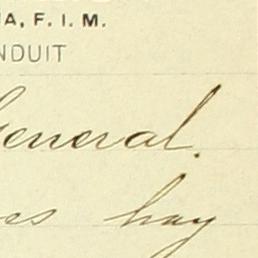 A, F. I. M.
NDUIT
General.
es hay